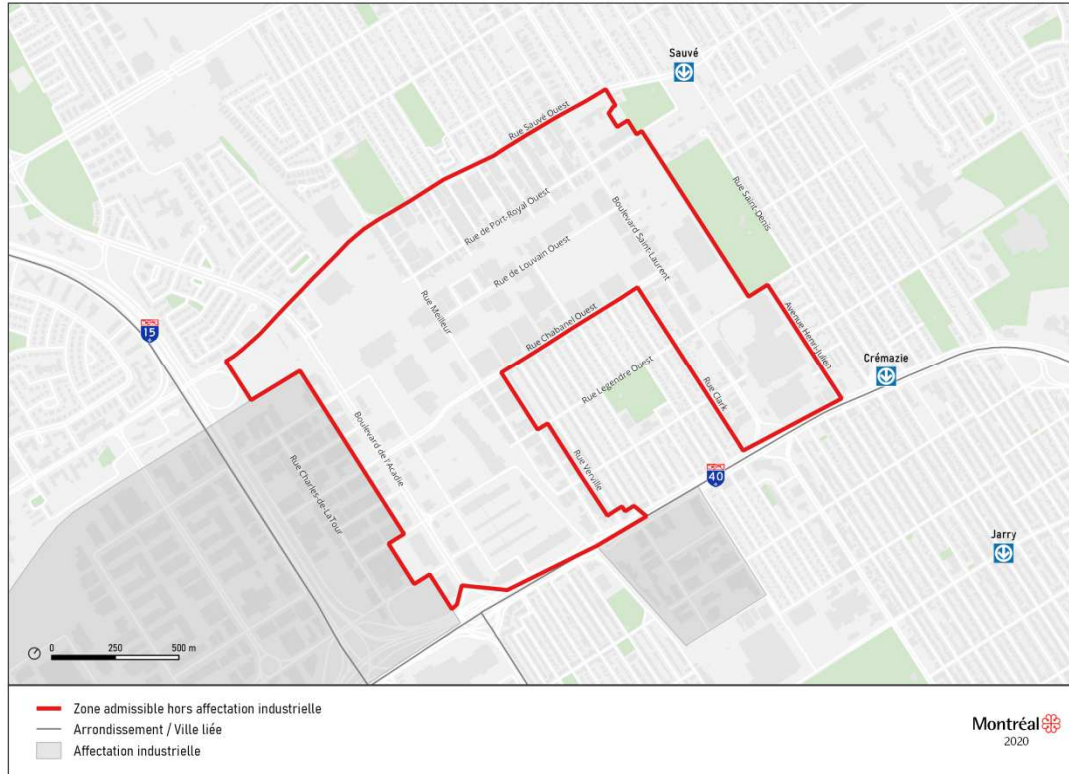 Sauvé
Rue Sauvé Ouest
Rue de Port-Royal Ouest
Rue Saint-Denis
Boulevard Saint-Laurent
Rue de Louvain Ouest
Rue Meilleur
15
Rue Chabanel Ouest
Avenue Henri-Julien
Crémazie
Rue Legendre Ouest
Rue Clark
Boulevard de l'Acadie
Rue Verville
40
Rue Charles-de-LaTour
Jarry
0 250 500 m
Zone admissible hors affectation industrielle
Arrondissement / Ville liée
Affectation industrielle
Montréal
2020